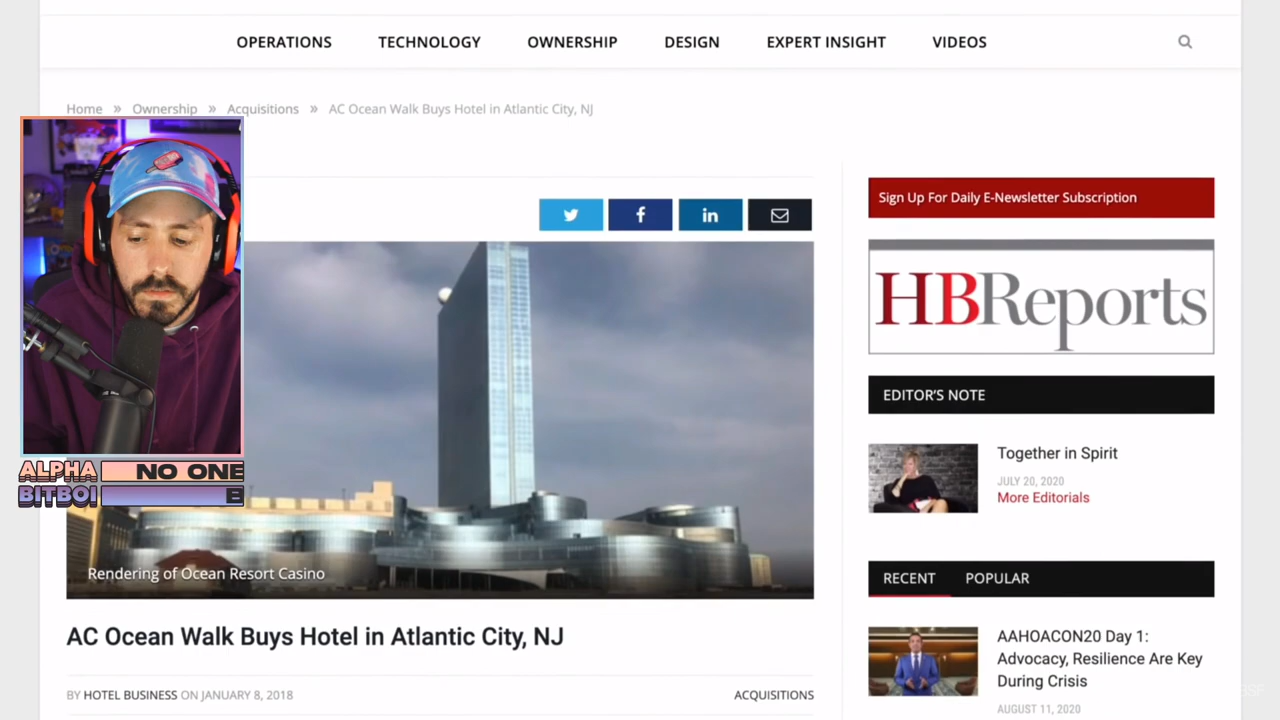 OPERATIONS TECHNOLOGY OWNERSHIP DESIGN EXPERT INSIGHT VIDEOS
Home » Ownership » Acquisitions » AC Ocean Walk Buys Hotel in Atlantic City, NJ
Rendering of Ocean Resort Casino
AC Ocean Walk Buys Hotel in Atlantic City, NJ
BY HOTEL BUSINESS ON JANUARY 8, 2018
ACQUISITIONS
Sign Up For Daily E-Newsletter Subscription
HBReports
EDITOR'S NOTE
Together in Spirit
JULY 20, 2020
More Editorials
RECENT POPULAR
AAHOACON20 Day 1:
Advocacy, Resilience Are Key
During Crisis
AUGUST 11, 2020
ALPHA NO ONE
BITBOI B